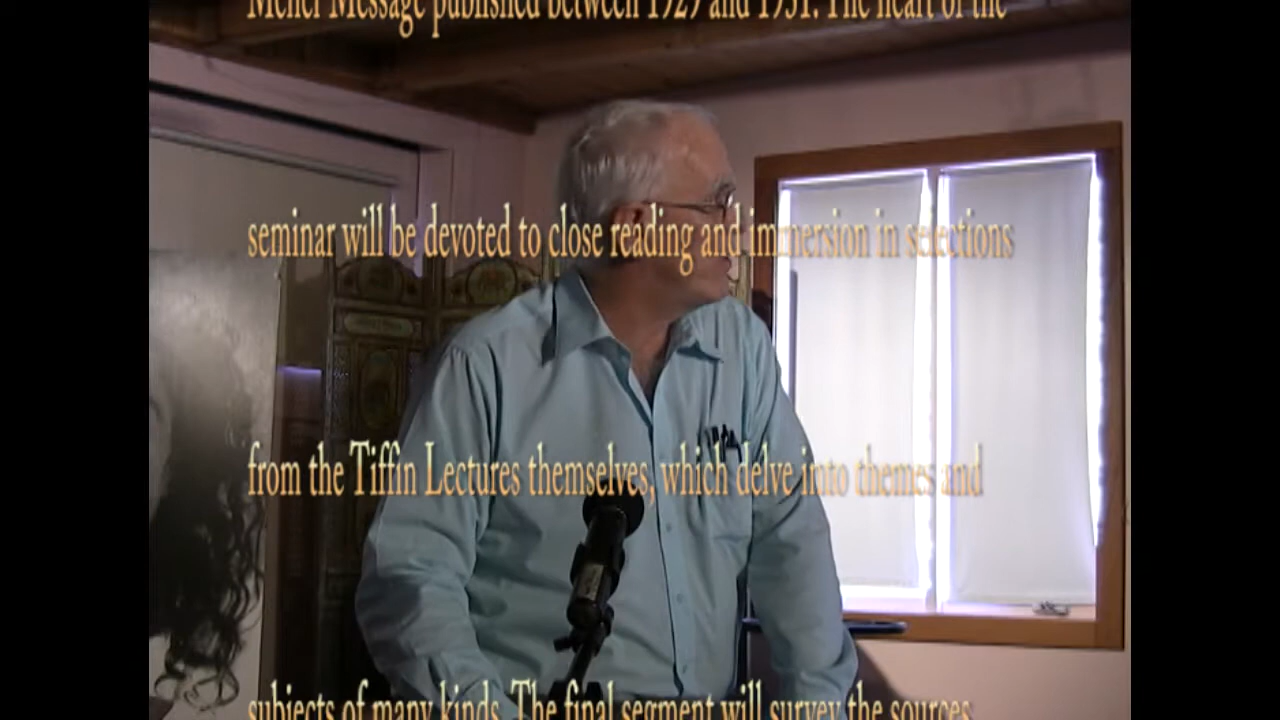 Meher Message published between 1929 and 1931. The heart of the
seminar will be devoted to close reading and immersion in selections
from the Tiffin Lectures themselves, which delve into themes and
subjects of many kinds. The final segment will survey the sources